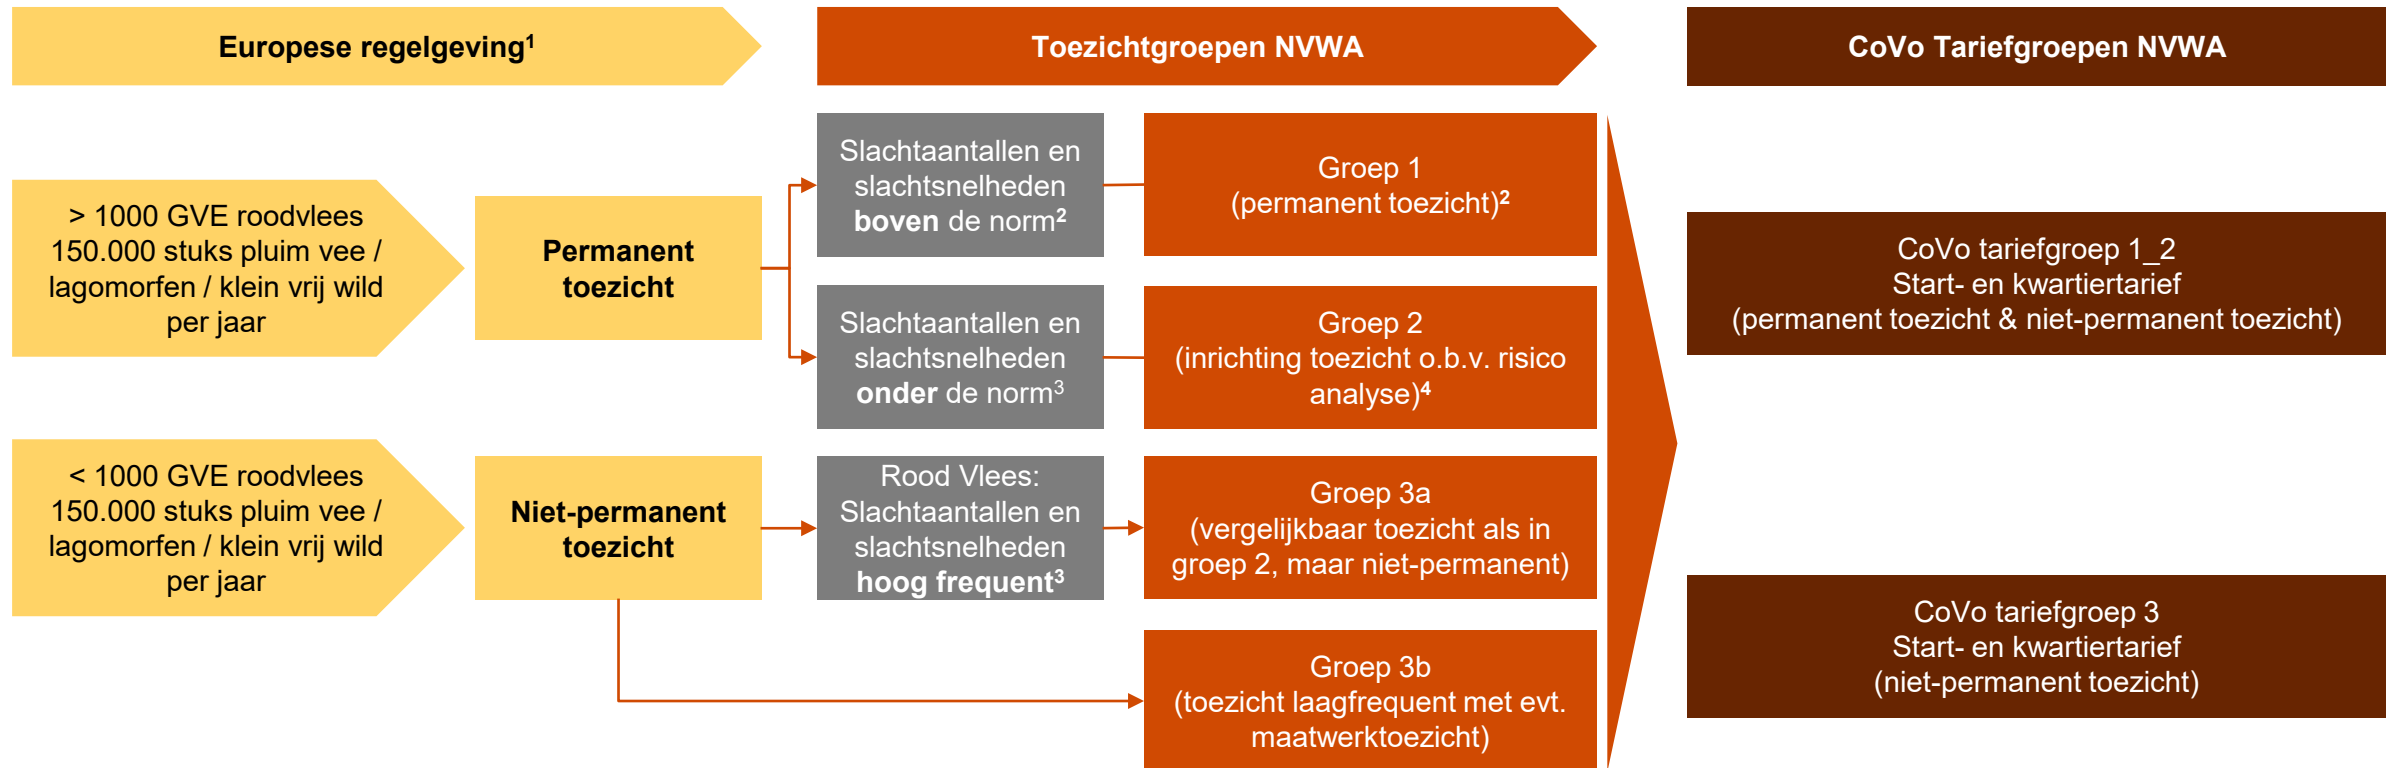 Europese regelgeving1
Toezichtgroepen NVWA
CoVo Tariefgroepen NVWA
> 1000 GVE roodvlees
150.000 stuks pluim vee /
lagomorfen / klein vrij wild
per jaar
Permanent
toezicht
Slachtaantallen en
slachtsnelheden
boven de norm2
Groep 1
(permanent toezicht)2
Slachtaantallen en
slachtsnelheden
onder de norm3
Groep 2
(inrichting toezicht o.b.v. risico
analyse)4
CoVo tariefgroep 1_2
Start- en kwartiertarief
(permanent toezicht & niet-permanent toezicht)
< 1000 GVE roodvlees
150.000 stuks pluim vee /
lagomorfen / klein vrij wild
per jaar
Niet-permanent
toezicht
Rood Vlees:
Slachtaantallen en
slachtsnelheden
hoog frequent3
Groep 3a
(vergelijkbaar toezicht als in
groep 2, maar niet-permanent)
Groep 3b
(toezicht laagfrequent met evt.
maatwerktoezicht)
CoVo tariefgroep 3
Start- en kwartiertarief
(niet-permanent toezicht)